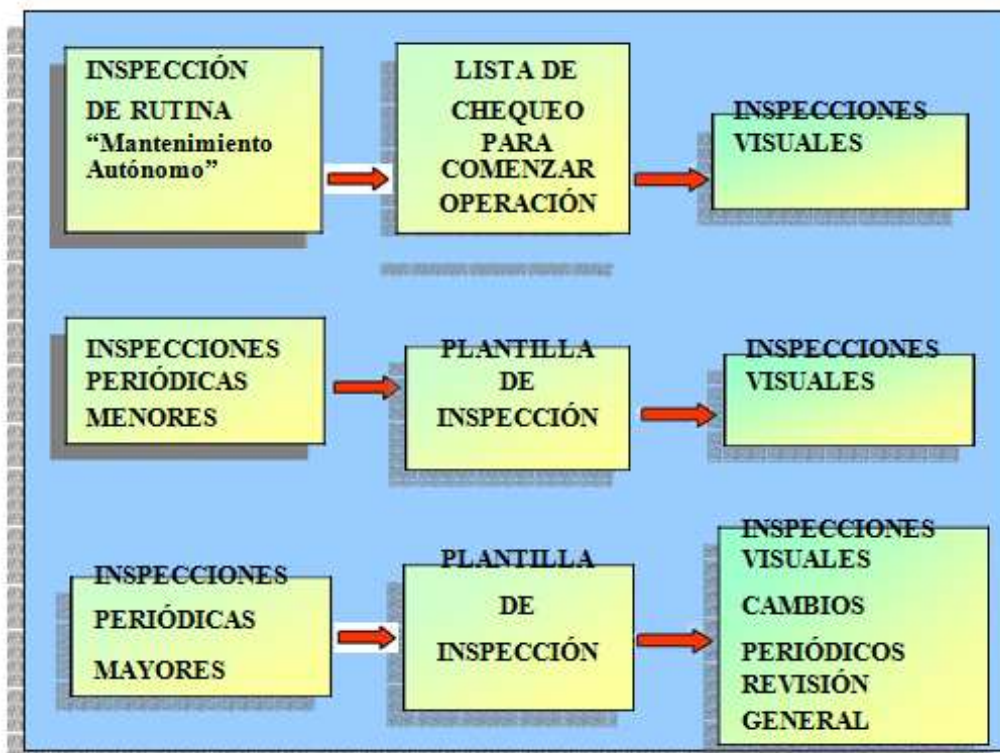 INSPECCIÓN
DE RUTINA
“Mantenimiento
Autónomo”
LISTA DE
CHEQUEO
PARA
COMENZAR
OPERACIÓN
INSPECCIONES
VISUALES
INSPECCIONES
PERIÓDICAS
MENORES
PLANTILLA
DE
INSPECCIÓN
INSPECCIONES
VISUALES
INSPECCIONES
PERIÓDICAS
MAYORES
PLANTILLA
DE
INSPECCIÓN
INSPECCIONES
VISUALES
CAMBIOS
PERIÓDICOS
REVISIÓN
GENERAL